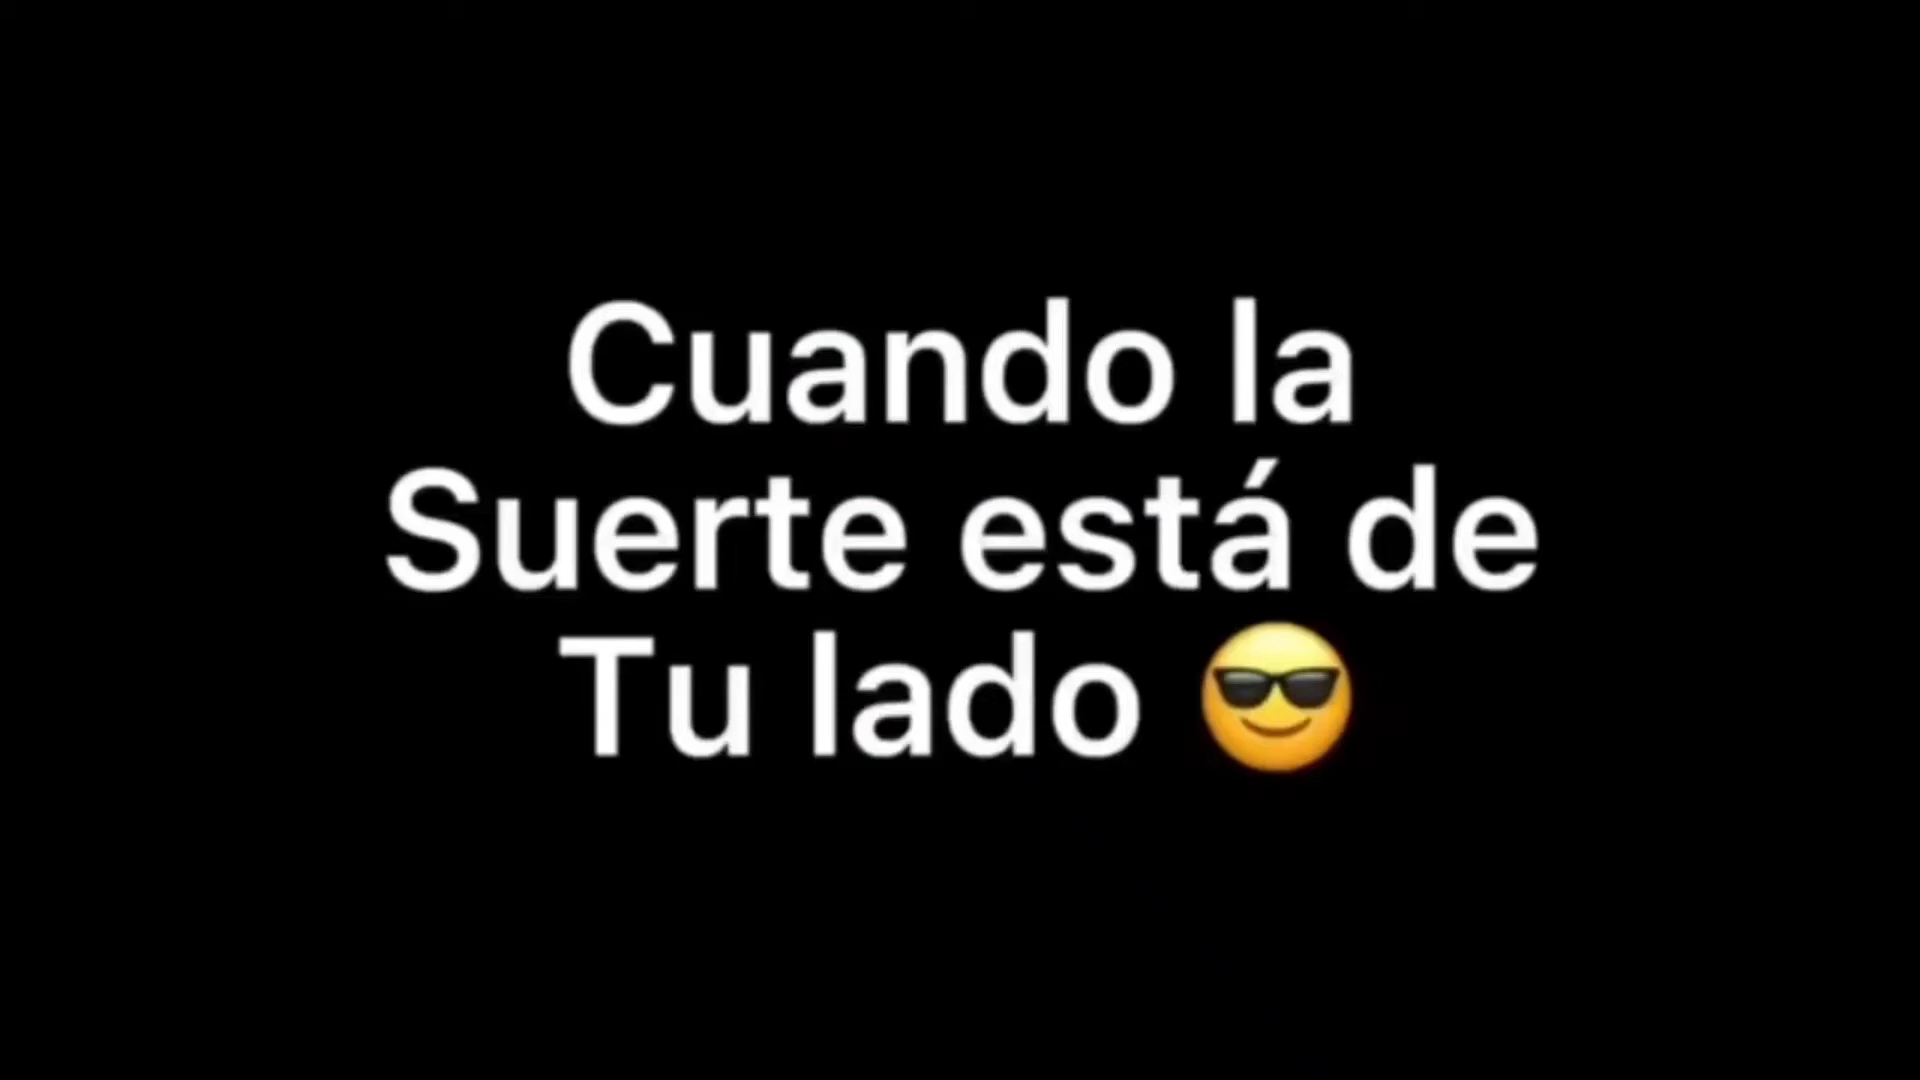 Cuando la
Suerte está de
Tu lado 😎